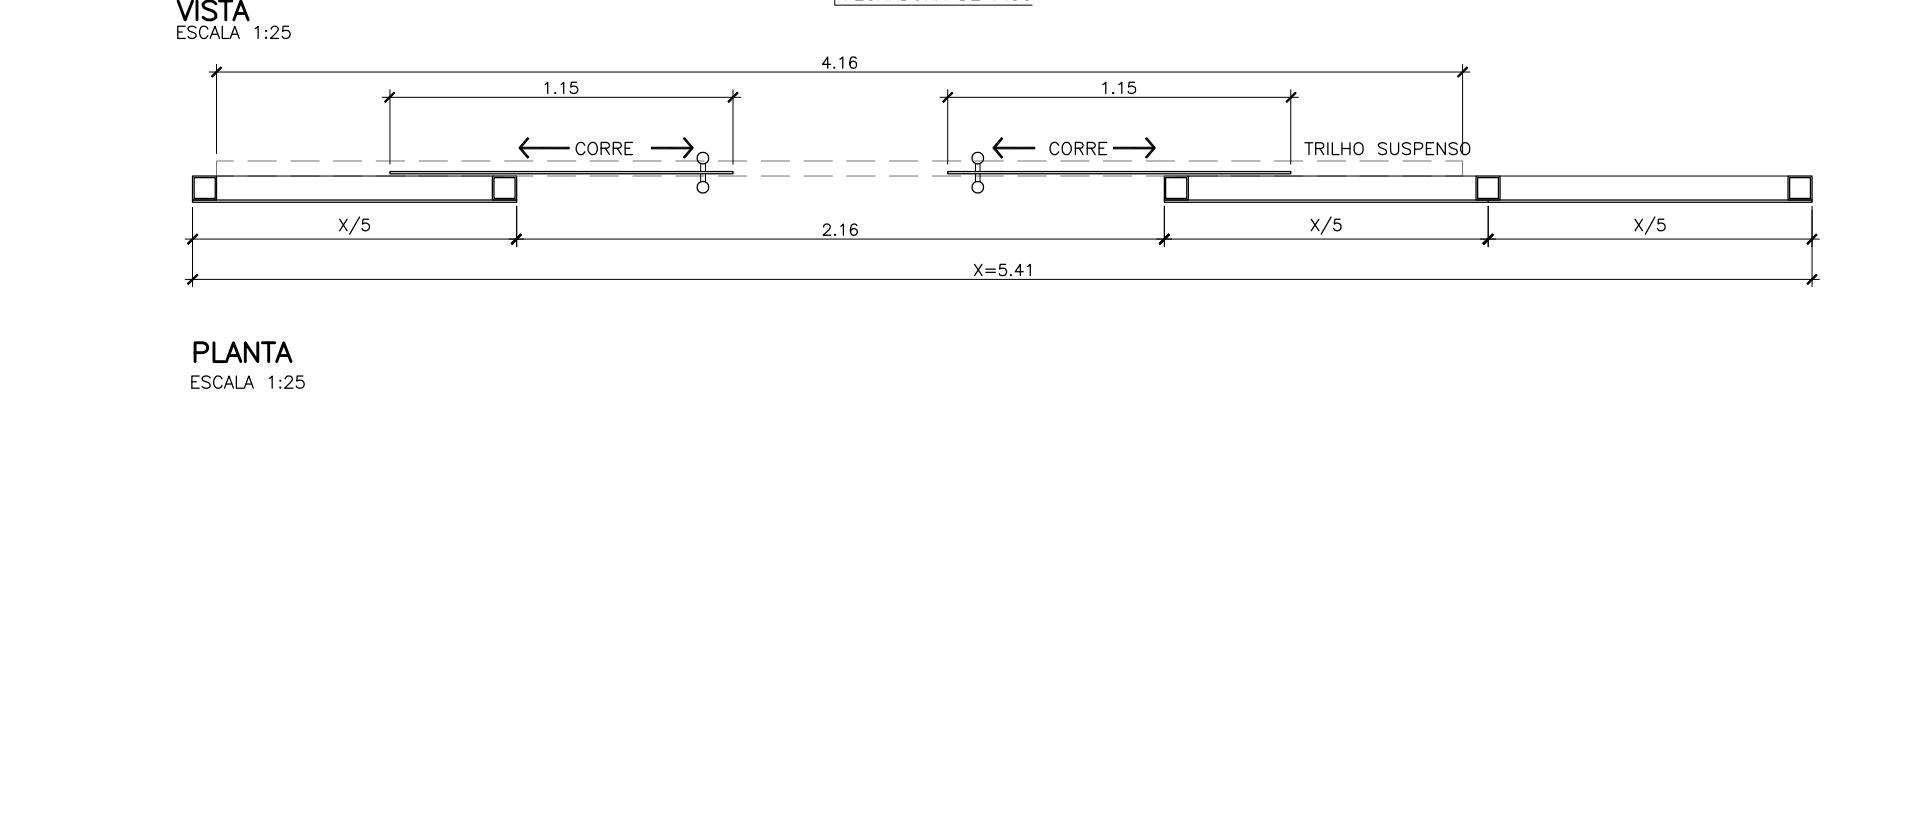 VISTA
ESCALA 1:25
4.16
1.15
1.15
CORRE
CORRE
TRILHO SUSPENSO
X/5
2.16
X/5
X/5
X=5.41
PLANTA
ESCALA 1:25